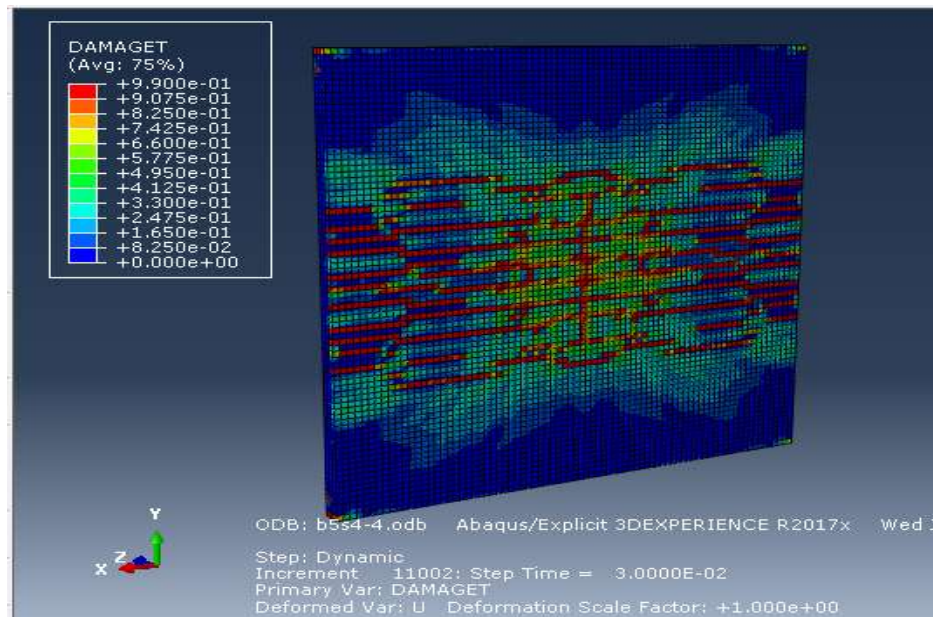 DAMAGET
(Avg: 75%)
+9.900e-01
+9.075e-01
+8.250e-01
+7.425e-01
+6.600e-01
+5.775e-01
+4.950e-01
+4.125e-01
+3.300e-01
+2.475e-01
+1.650e-01
+8.250e-02
+0.000e+00
Y
Z
X
ODB: b5s4-4.odb Abaqus/Explicit 3DEXPERIENCE R2017x Wed
Step: Dynamic
Increment 11002: Step Time = 3.0000E-02
Primary Var: DAMAGET
Deformed Var: U Deformation Scale Factor: +1.000e+00